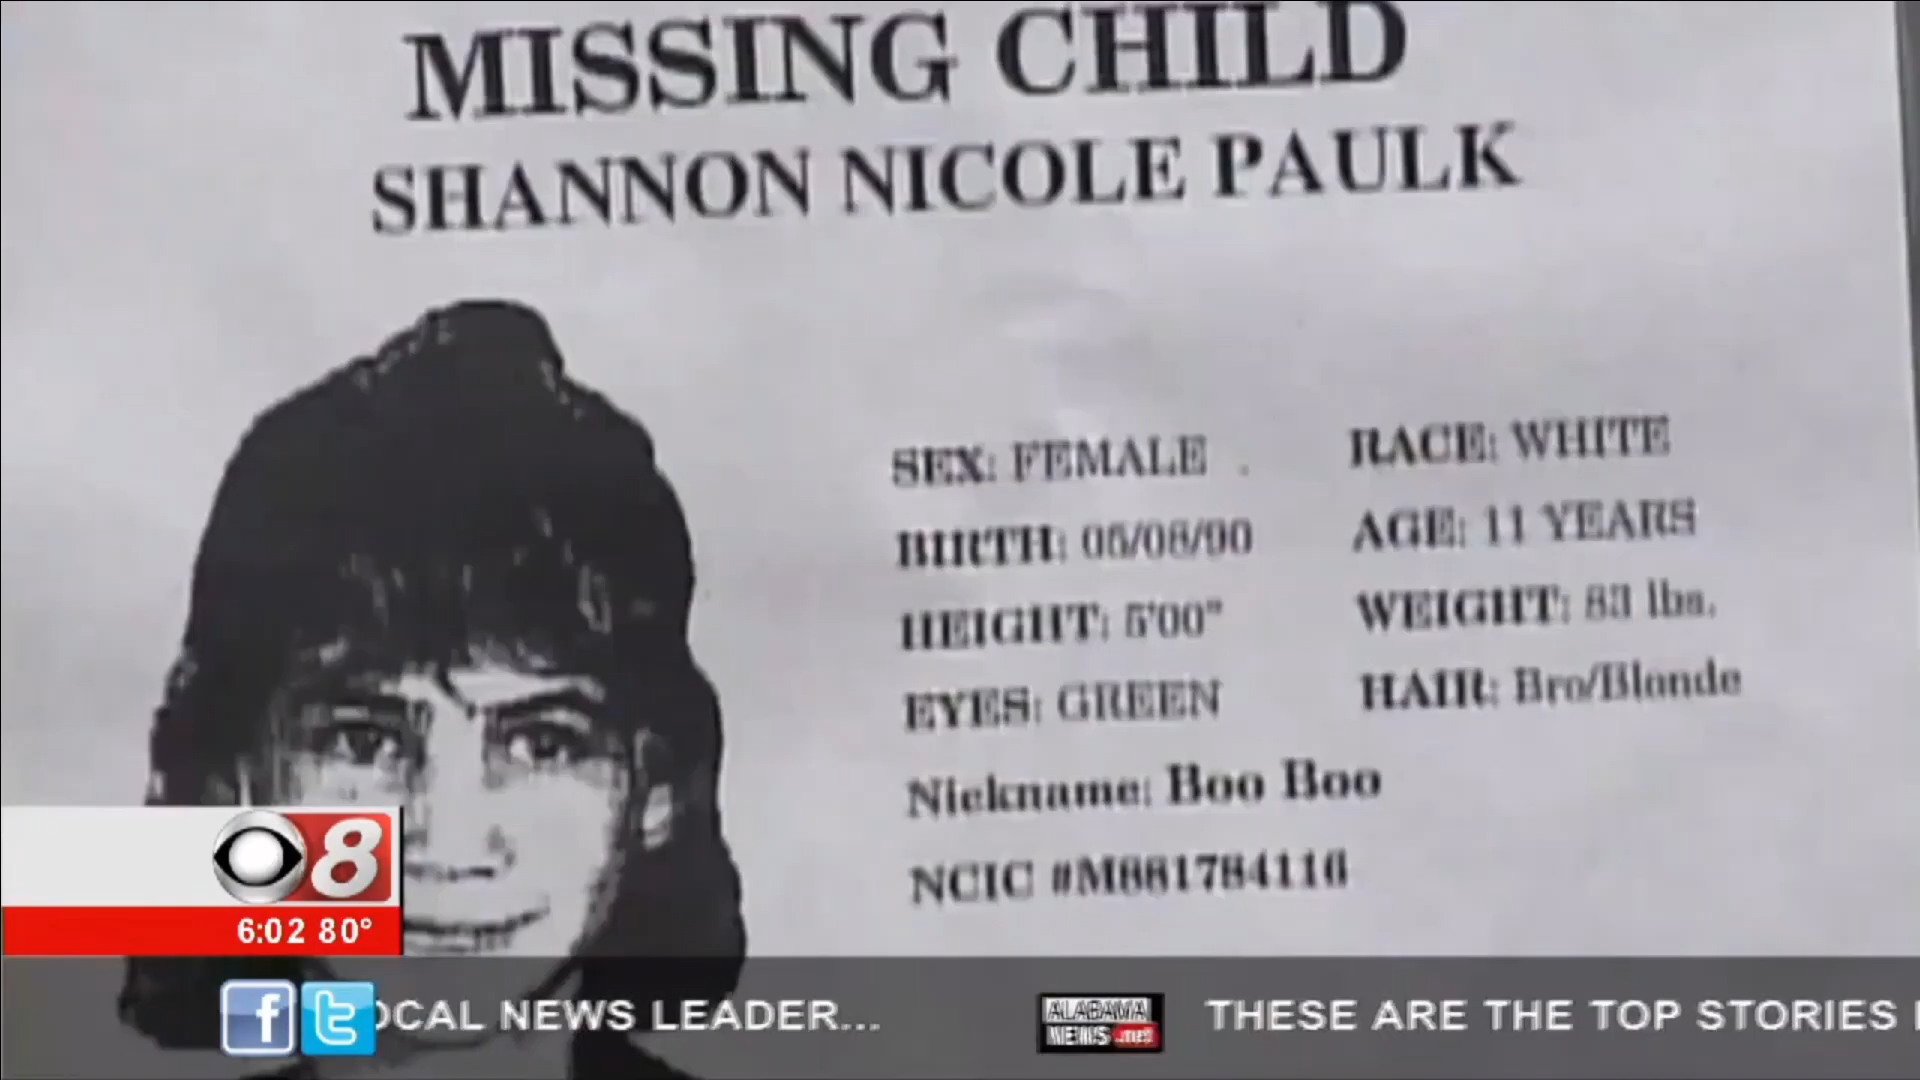 MISSING CHILD
SHANNON NICOLE PAULK
SEX: FEMALE RACE: WHITE
BIRTH: 05/08/90 AGE: 11 YEARS
HEIGHT: 5'00" WEIGHT: 83 lbs.
EYES: GREEN HAIR: Bro/Blonde
Nickname: Boo Boo
NCIC
8
6:02 80°
f t OCAL NEWS LEADER... ALABAMA NEWS.net THESE ARE THE TOP STORIES